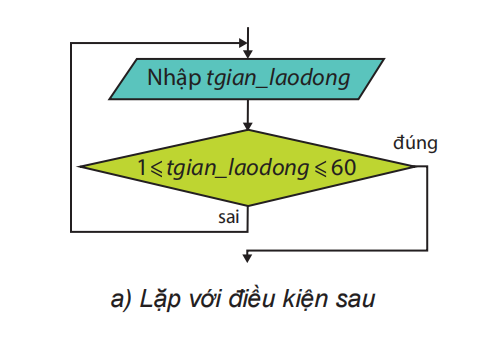 Nhập tgian_laodong
đúng
1⩽tgian_laodong⩽60
sai
a) Lặp với điều kiện sau